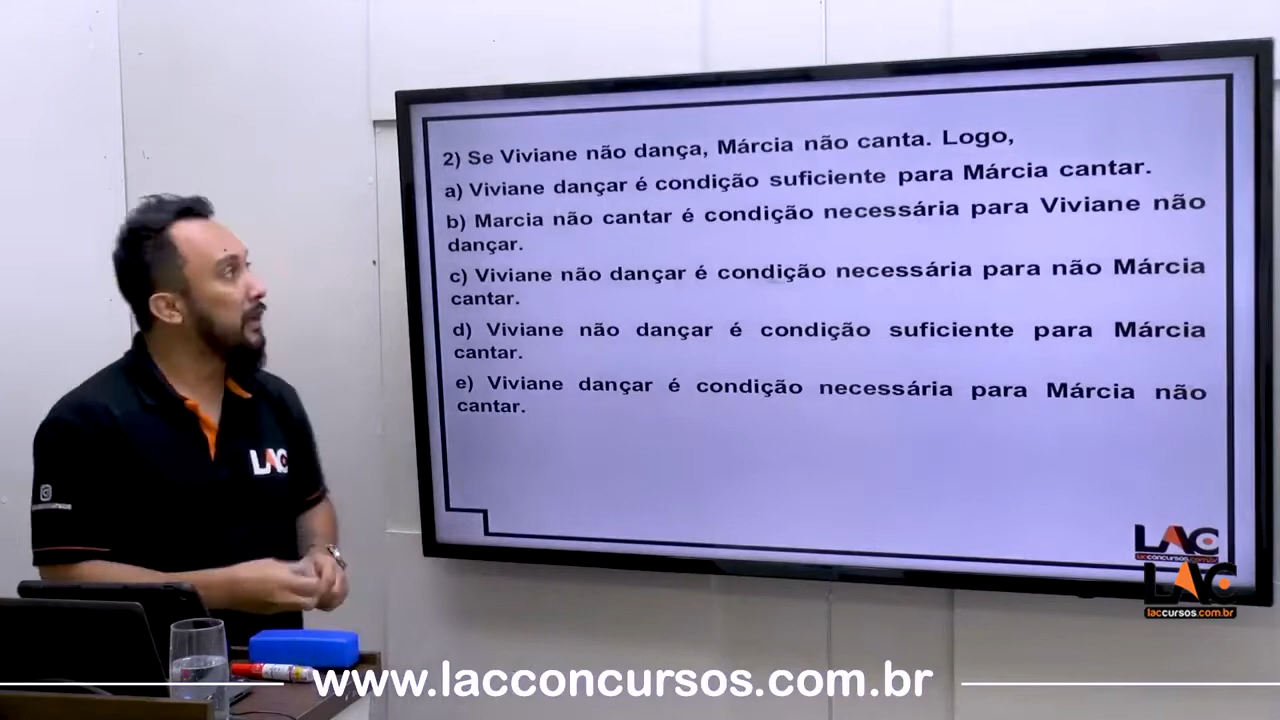 2) Se Viviane não dança, Márcia não canta. Logo,
a) Viviane dançar é condição suficiente para Márcia cantar.
b) Marcia não cantar é condição necessária para Viviane não
dançar.
c) Viviane não dançar é condição necessária para não Márcia
cantar.
d) Viviane não dançar é condição suficiente para Márcia
cantar.
e) Viviane dançar é condição necessária para Márcia não
cantar.
LAC
LAC
lacconcursos.com.br
LAC
laccursos.com.br
www.lacconcursos.com.br